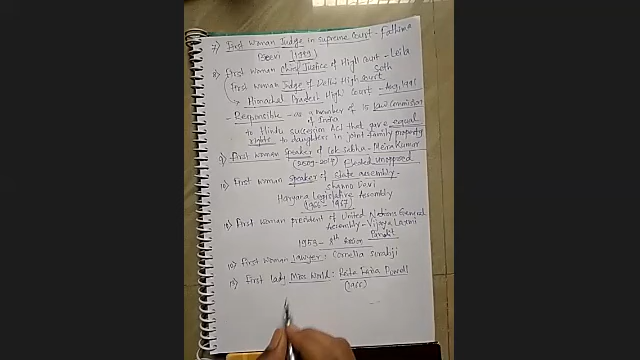 7) First Woman Judge in supreme Court - Fathima
Beevi (1989)
8) First Woman Chief Justice of High Court - Leila
Seth
First Woman Judge of Delhi High Court
→ Himachal Pradesh High Court - Aug, 1991
- Responsible - as a member of 15 Law Commision
of India
to Hindu succession Act that gave equal
rights to daughters in joint family property
9) First Woman Speaker of Lok Sabha - Meira Kumar
(2009-2014) Elected unopposed
10) First woman Speaker of State assembly -
Shanno Devi
Haryana Legislative Assembly
(1966 - 1967)
First woman president of United Nations General
Assembly - Vijaya Laxmi
Pandit
1953 - 8th Session
First Woman Lawyer: Cornelia Sorabji
First lady Miss World: Reita Faria Powell
(1966)